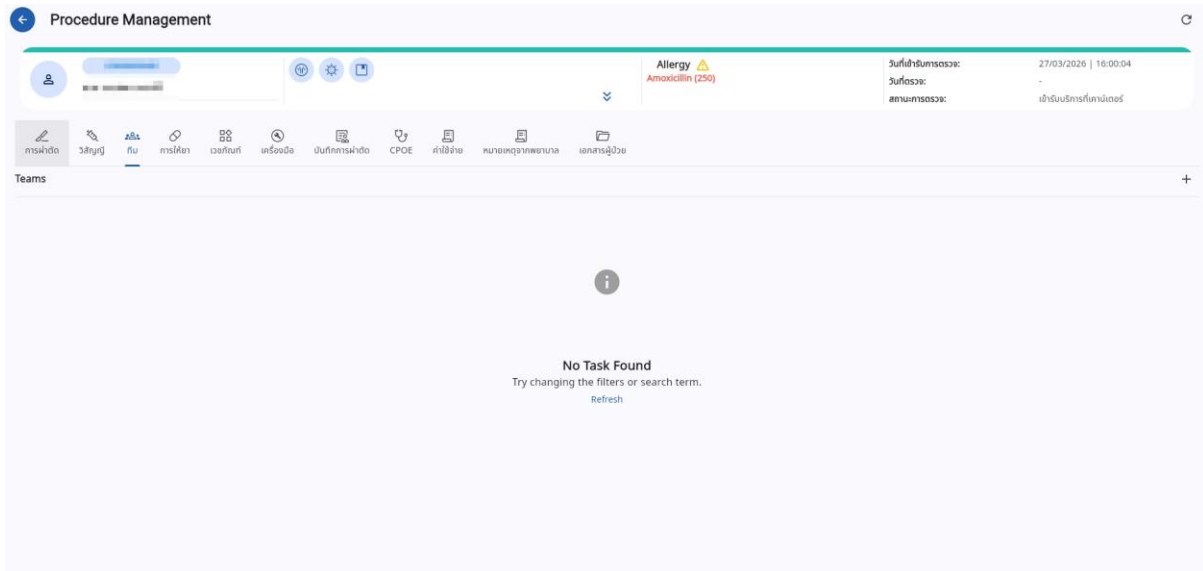 Procedure Management
Allergy
Amoxicillin (250)
วันที่เข้ารับการตรวจ: 27/03/2026 | 16:00:04
วันที่ตรวจ: -
สถานะการตรวจ: เข้ารับบริการที่เคาน์เตอร์
การผ่าตัด วิสัญญี ทีม การให้ยา เวชภัณฑ์ เครื่องมือ บันทึกการผ่าตัด CPOE ค่าใช้จ่าย หมายเหตุจากพยาบาล เอกสารผู้ป่วย
Teams
No Task Found
Try changing the filters or search term.
Refresh